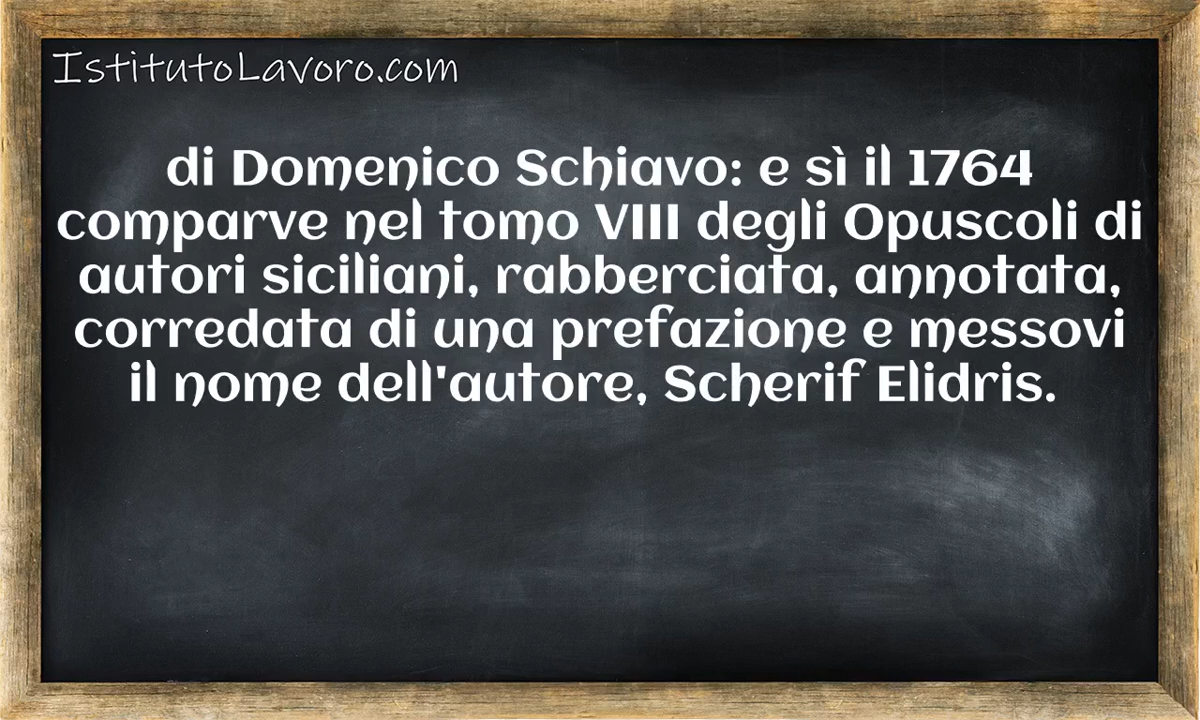 IstitutoLavoro.com
di Domenico Schiavo: e sì il 1764
comparve nel tomo VIII degli Opuscoli di
autori siciliani, rabberciata, annotata,
corredata di una prefazione e messovi
il nome dell'autore, Scherif Elidris.